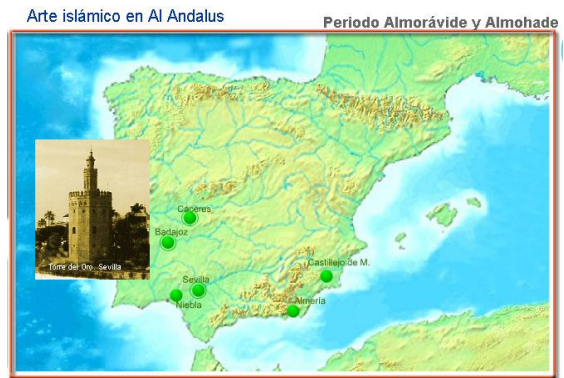 Arte islámico en Al Andalus
Periodo Almorávide y Almohade
Cáceres
Badajoz
Torre del Oro. Sevilla
Castillejo de M.
Sevilla
Niebla
Almería